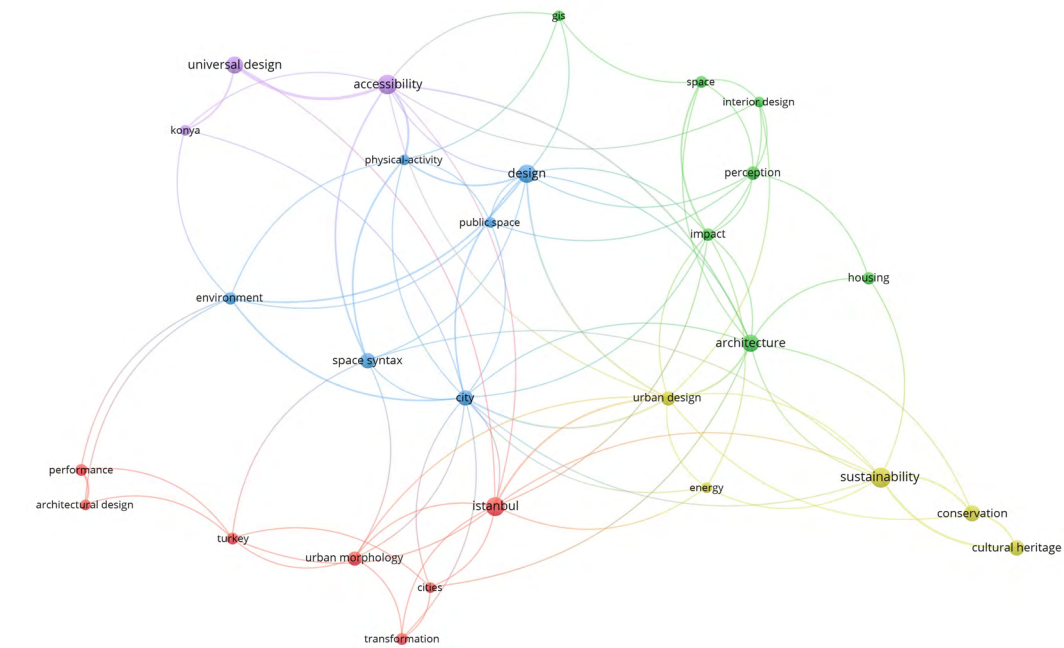 gis
universal design
accessibility
space
interior design
konya
physical-activity
design
perception
public space
impact
housing
environment
architecture
space syntax
city
urban design
performance
sustainability
energy
architectural design
istanbul
conservation
turkey
cultural heritage
urban morphology
cities
transformation